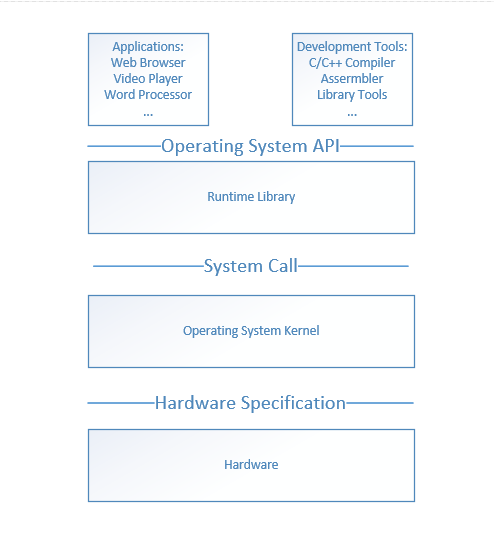 Applications:
Web Browser
Video Player
Word Processor
...
Development Tools:
C/C++ Compiler
Assermbler
Library Tools
...
Operating System API
Runtime Library
System Call
Operating System Kernel
Hardware Specification
Hardware